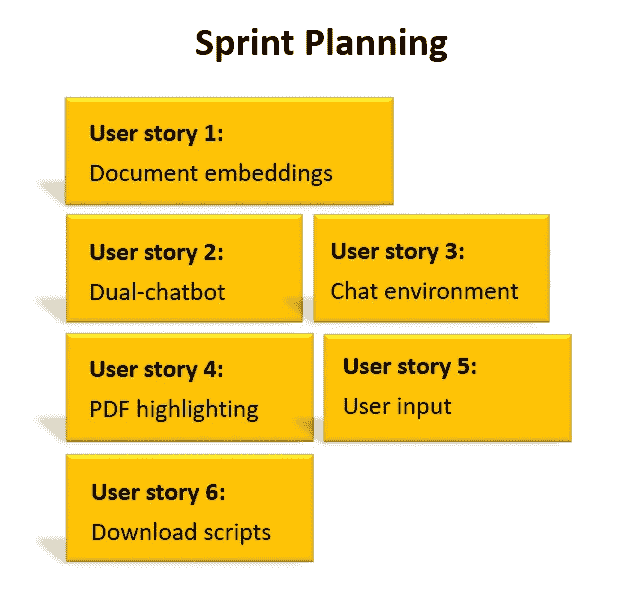 Sprint Planning
User story 1:
Document embeddings
User story 2:
Dual-chatbot
User story 3:
Chat environment
User story 4:
PDF highlighting
User story 5:
User input
User story 6:
Download scripts